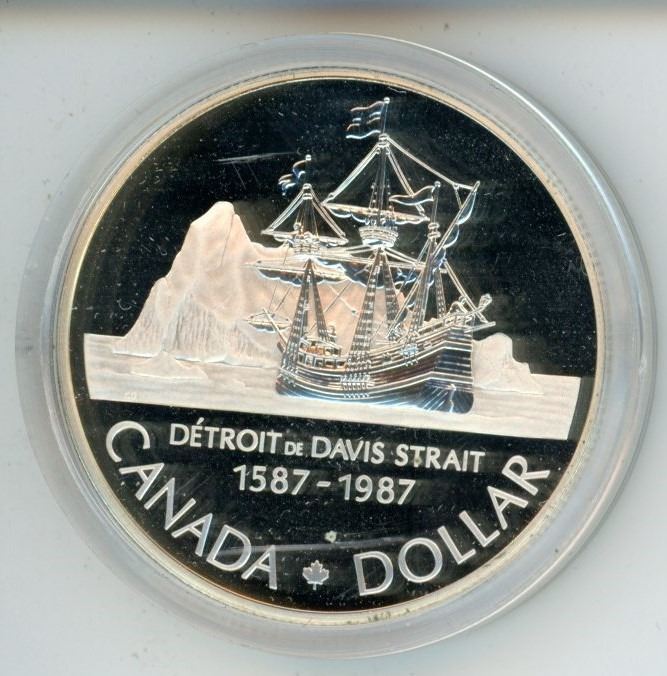 DÉTROIT DE DAVIS STRAIT
1587-1987
CANADA DOLLAR